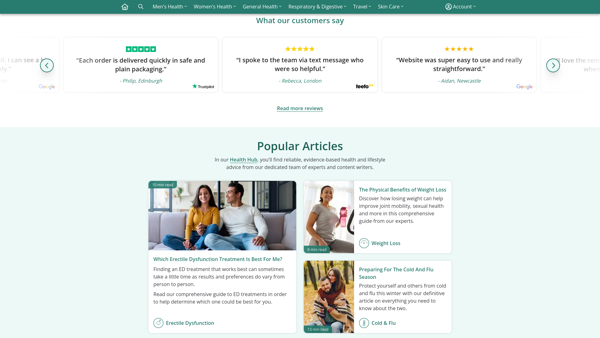 Men's Health Women's Health General Health Respiratory & Digestive Travel Skin Care Account
What our customers say
"Each order is delivered quickly in safe and
plain packaging."
- Philip, Edinburgh
Trustpilot
"I spoke to the team via text message who
were so helpful."
- Rebecca, London
feefo
"Website was super easy to use and really
straightforward."
- Aidan, Newcastle
Google
Google
Read more reviews
Popular Articles
In our Health Hub, you'll find reliable, evidence-based health and lifestyle
advice from our dedicated team of experts and content writers.
10 min read
Which Erectile Dysfunction Treatment Is Best For Me?
Finding an ED treatment that works best can sometimes
take a little time as results and preferences do vary from
person to person.
Read our comprehensive guide to ED treatments in order
to help determine which one could be best for you.
Erectile Dysfunction
The Physical Benefits of Weight Loss
Discover how losing weight can help
improve joint mobility, sexual health
and more in this comprehensive
guide from our experts.
Weight Loss
min read
Preparing For The Cold And Flu
Season
Protect yourself and others from cold
and flu this winter with our definitive
article on everything you need to
know about the two.
Cold & Flu
min read